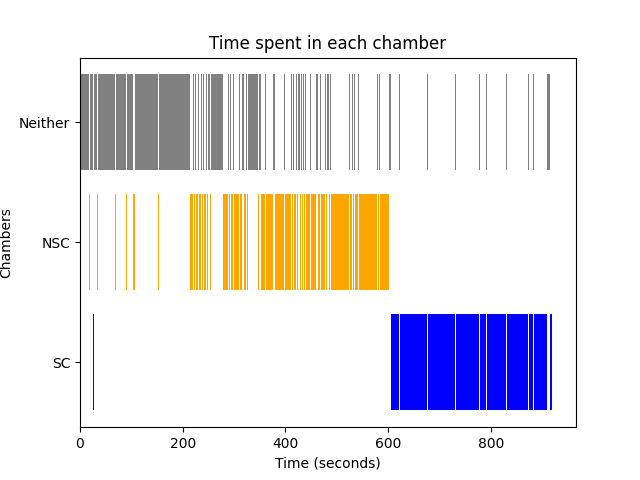 Time spent in each chamber
Neither
NSC
SC
Chambers
0 200 400 600 800
Time (seconds)